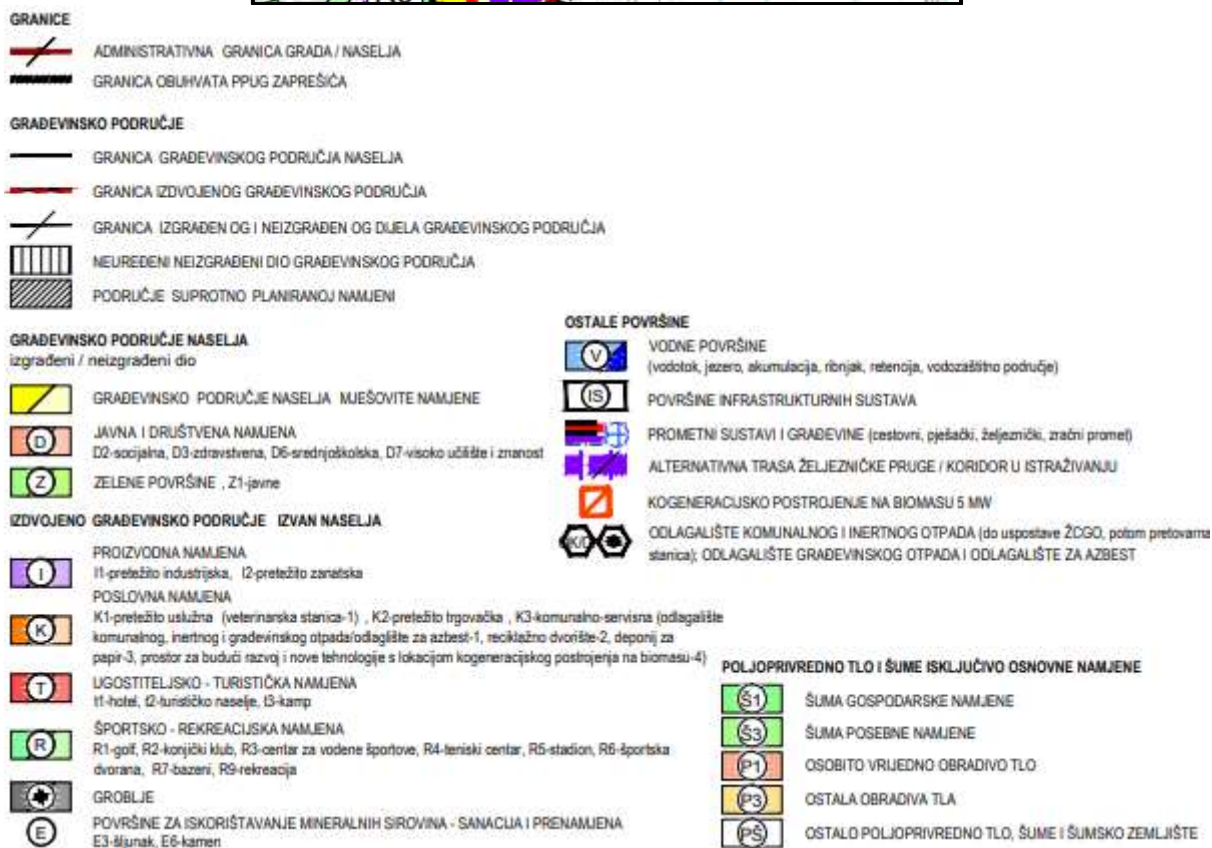 GRANICE
ADMINISTRATIVNA GRANICA GRADA / NASELJA
GRANICA OBUHVATA PPUG ZAPREŠIĆA
GRAĐEVINSKO PODRUČJE
GRANICA GRAĐEVINSKOG PODRUČJA NASELJA
GRANICA IZDVOJENOG GRAĐEVINSKOG PODRUČJA
GRANICA IZGRAĐEN OG I NEIZGRAĐEN OG DIJELA GRAĐEVINSKOG PODRUČJA
NEUREĐENI NEIZGRAĐENI DIO GRAĐEVINSKOG PODRUČJA
PODRUČJE SUPROTNO PLANIRANOJ NAMJENI
GRAĐEVINSKO PODRUČJE NASELJA
izgrađeni / neizgrađeni dio
GRAĐEVINSKO PODRUČJE NASELJA MJEŠOVITE NAMJENE
D
JAVNA I DRUŠTVENA NAMJENA
D2-socijalna, D3-zdravstvena, D6-srednjoškolska, D7-visoko učilište i znanost
Z
ZELENE POVRŠINE , Z1-javne
IZDVOJENO GRAĐEVINSKO PODRUČJE IZVAN NASELJA
I
PROIZVODNA NAMJENA
I1-pretežito industrijska, I2-pretežito zanatska
K
POSLOVNA NAMJENA
K1-pretežito uslužna (veterinarska stanica-1) , K2-pretežito trgovačka , K3-komunalno-servisna (odlagalište
komunalnog, inertnog i građevinskog otpada/odlaglište za azbest-1, reciklažno dvorište-2, deponij za
papir-3, prostor za budući razvoj i nove tehnologije s lokacijom kogeneracijskog postrojenja na biomasu-4)
T
UGOSTITELJSKO - TURISTIČKA NAMJENA
t1-hotel, t2-turističko naselje, t3-kamp
R
ŠPORTSKO - REKREACIJSKA NAMJENA
R1-golf, R2-konjički klub, R3-centar za vodene športove, R4-teniski centar, R5-stadion, R6-športska
dvorana, R7-bazeni, R9-rekreacija
GROBLJE
E
POVRŠINE ZA ISKORIŠTAVANJE MINERALNIH SIROVINA - SANACIJA I PRENAMJENA
E3-šljunak, E6-kamen
OSTALE POVRŠINE
V
VODNE POVRŠINE
(vodotok, jezero, akumulacija, ribnjak, retencija, vodozaštitno područje)
IS
POVRŠINE INFRASTRUKTURNIH SUSTAVA
PROMETNI SUSTAVI I GRAĐEVINE (cestovni, pješački, željeznički, zračni promet)
ALTERNATIVNA TRASA ŽELJEZNIČKE PRUGE / KORIDOR U ISTRAŽIVANJU
KOGENERACIJSKO POSTROJENJE NA BIOMASU 5 MW
ODLAGALIŠTE KOMUNALNOG I INERTNOG OTPADA (do uspostave ŽCGO, potom pretovarna
stanica); ODLAGALIŠTE GRAĐEVINSKOG OTPADA I ODLAGALIŠTE ZA AZBEST
POLJOPRIVREDNO TLO I ŠUME ISKLJUČIVO OSNOVNE NAMJENE
Š1
ŠUMA GOSPODARSKE NAMJENE
Š3
ŠUMA POSEBNE NAMJENE
P1
OSOBITO VRIJEDNO OBRADIVO TLO
P3
OSTALA OBRADIVA TLA
PŠ
OSTALO POLJOPRIVREDNO TLO, ŠUME I ŠUMSKO ZEMLJIŠTE